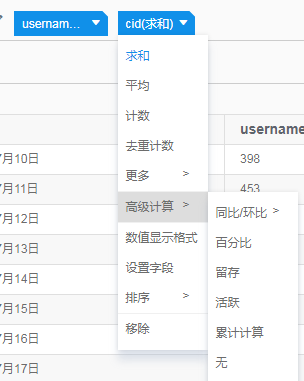 usernam...
cid(求和)
求和
平均
计数
去重计数
更多 >
高级计算 >
数值显示格式
设置字段
排序 >
移除
同比/环比 >
百分比
留存
活跃
累计计算
无
username
7月10日 398
7月11日 453
7月12日
7月13日
7月14日
7月15日
7月16日
7月17日